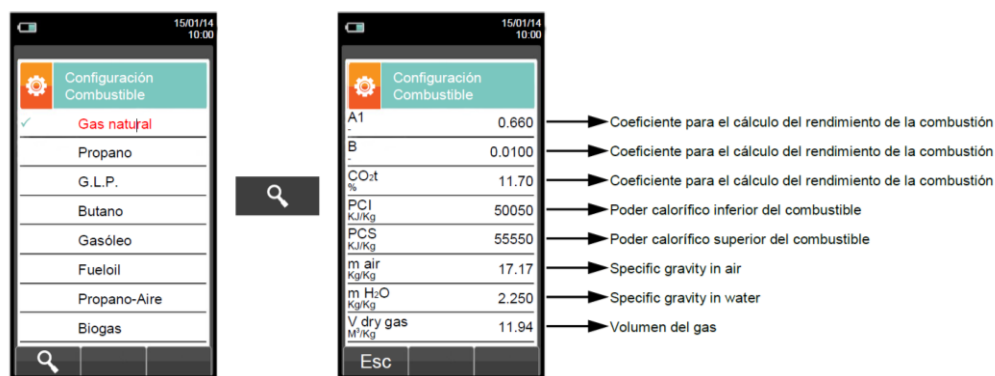 15/01/14
10:00
Configuración
Combustible
Gas natural
Propano
G.L.P.
Butano
Gasóleo
Fueloil
Propano-Aire
Biogas
15/01/14
10:00
Configuración
Combustible
A1 0.660 Coeficiente para el cálculo del rendimiento de la combustión
-
B 0.0100 Coeficiente para el cálculo del rendimiento de la combustión
-
CO₂t 11.70 Coeficiente para el cálculo del rendimiento de la combustión
%
PCI 50050 Poder calorífico inferior del combustible
KJ/Kg
PCS 55550 Poder calorífico superior del combustible
KJ/Kg
m air 17.17 Specific gravity in air
Kg/Kg
m H₂O 2.250 Specific gravity in water
Kg/Kg
V dry gas 11.94 Volumen del gas
M³/Kg
Esc